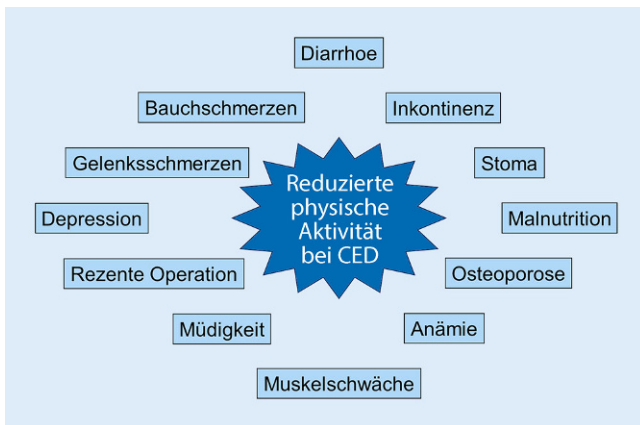 Diarrhoe
Bauchschmerzen
Inkontinenz
Gelenksschmerzen
Stoma
Reduzierte
physische
Aktivität
bei CED
Depression
Malnutrition
Rezente Operation
Osteoporose
Müdigkeit
Anämie
Muskelschwäche